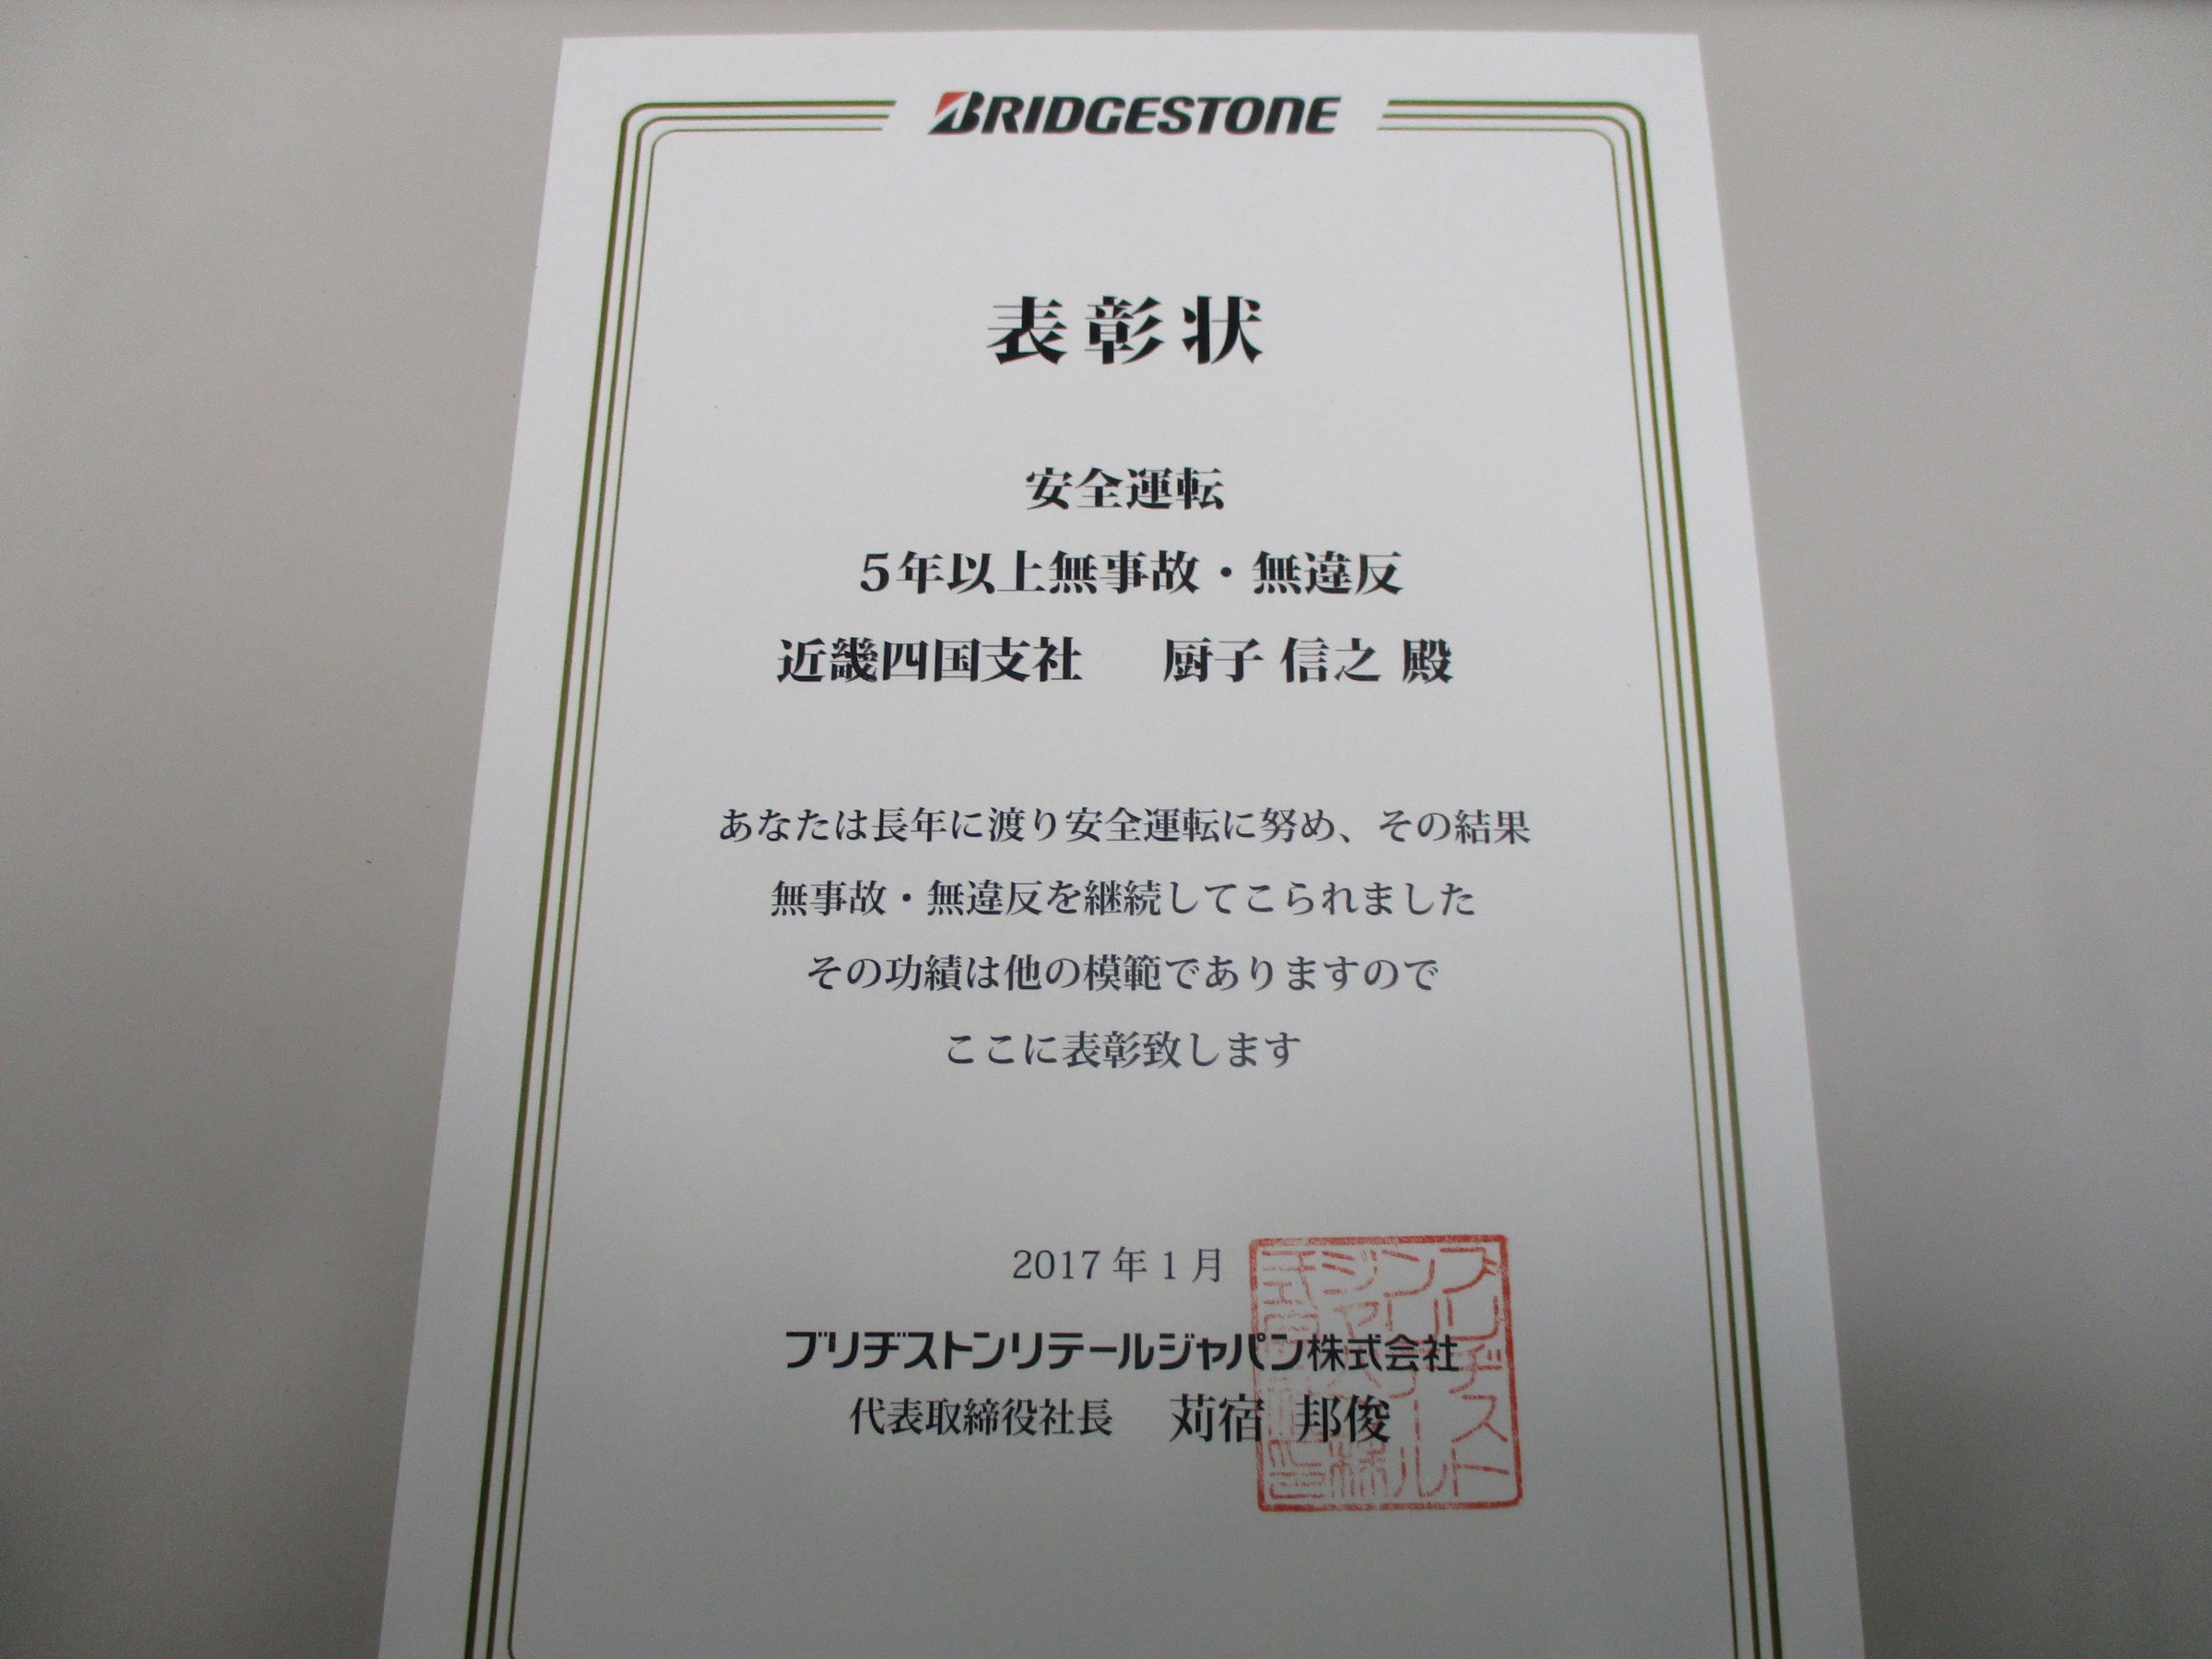 BRIDGESTONE
表彰状
安全運転
5年以上無事故・無違反
近畿四国支社　厨子 信之 殿
あなたは長年に渡り安全運転に努め、その結果
無事故・無違反を継続してこられました
その功績は他の模範でありますので
ここに表彰致します
2017 年 1 月
ブリヂストンリテールジャパン株式会社
代表取締役社長　苅宿 邦俊